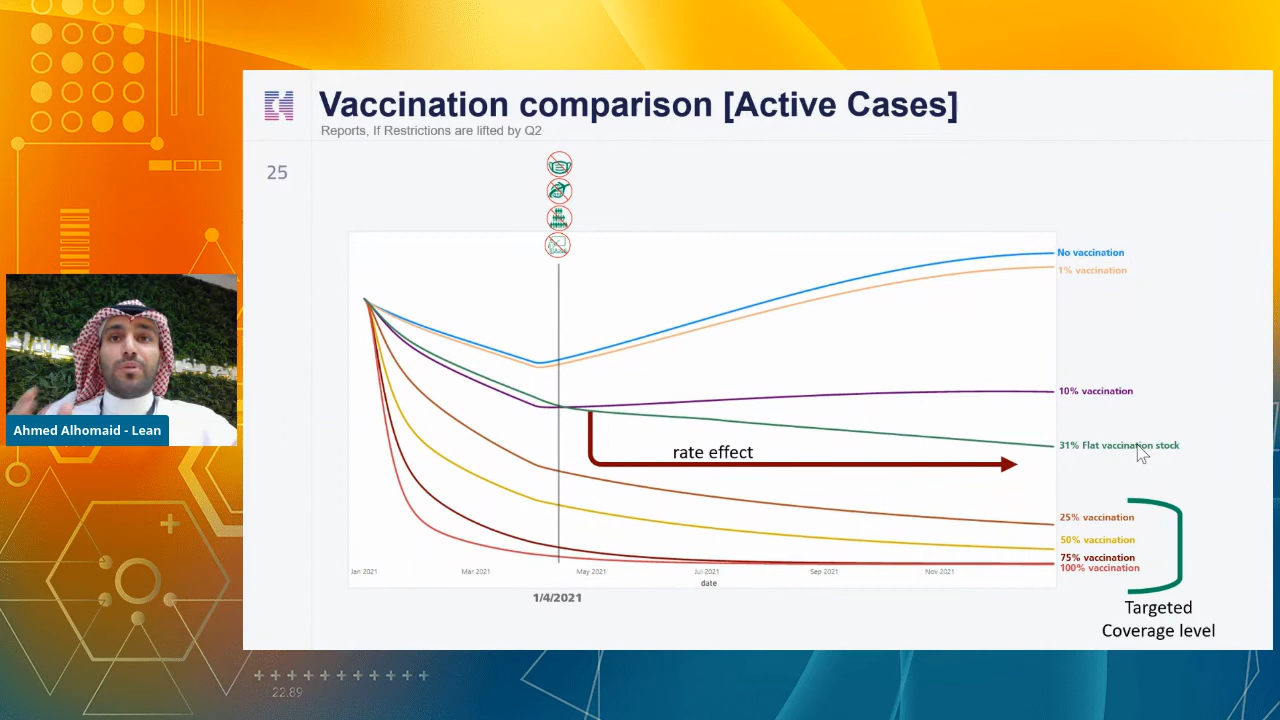 Vaccination comparison [Active Cases]
Reports, If Restrictions are lifted by Q2
25
No vaccination
1% vaccination
10% vaccination
31% Flat vaccination stock
rate effect
25% vaccination
50% vaccination
75% vaccination
100% vaccination
Jan 2021
Mar 2021
May 2021
Jul 2021
Sep 2021
Nov 2021
date
1/4/2021
Targeted
Coverage level
Ahmed Alhomaid - Lean
22.89